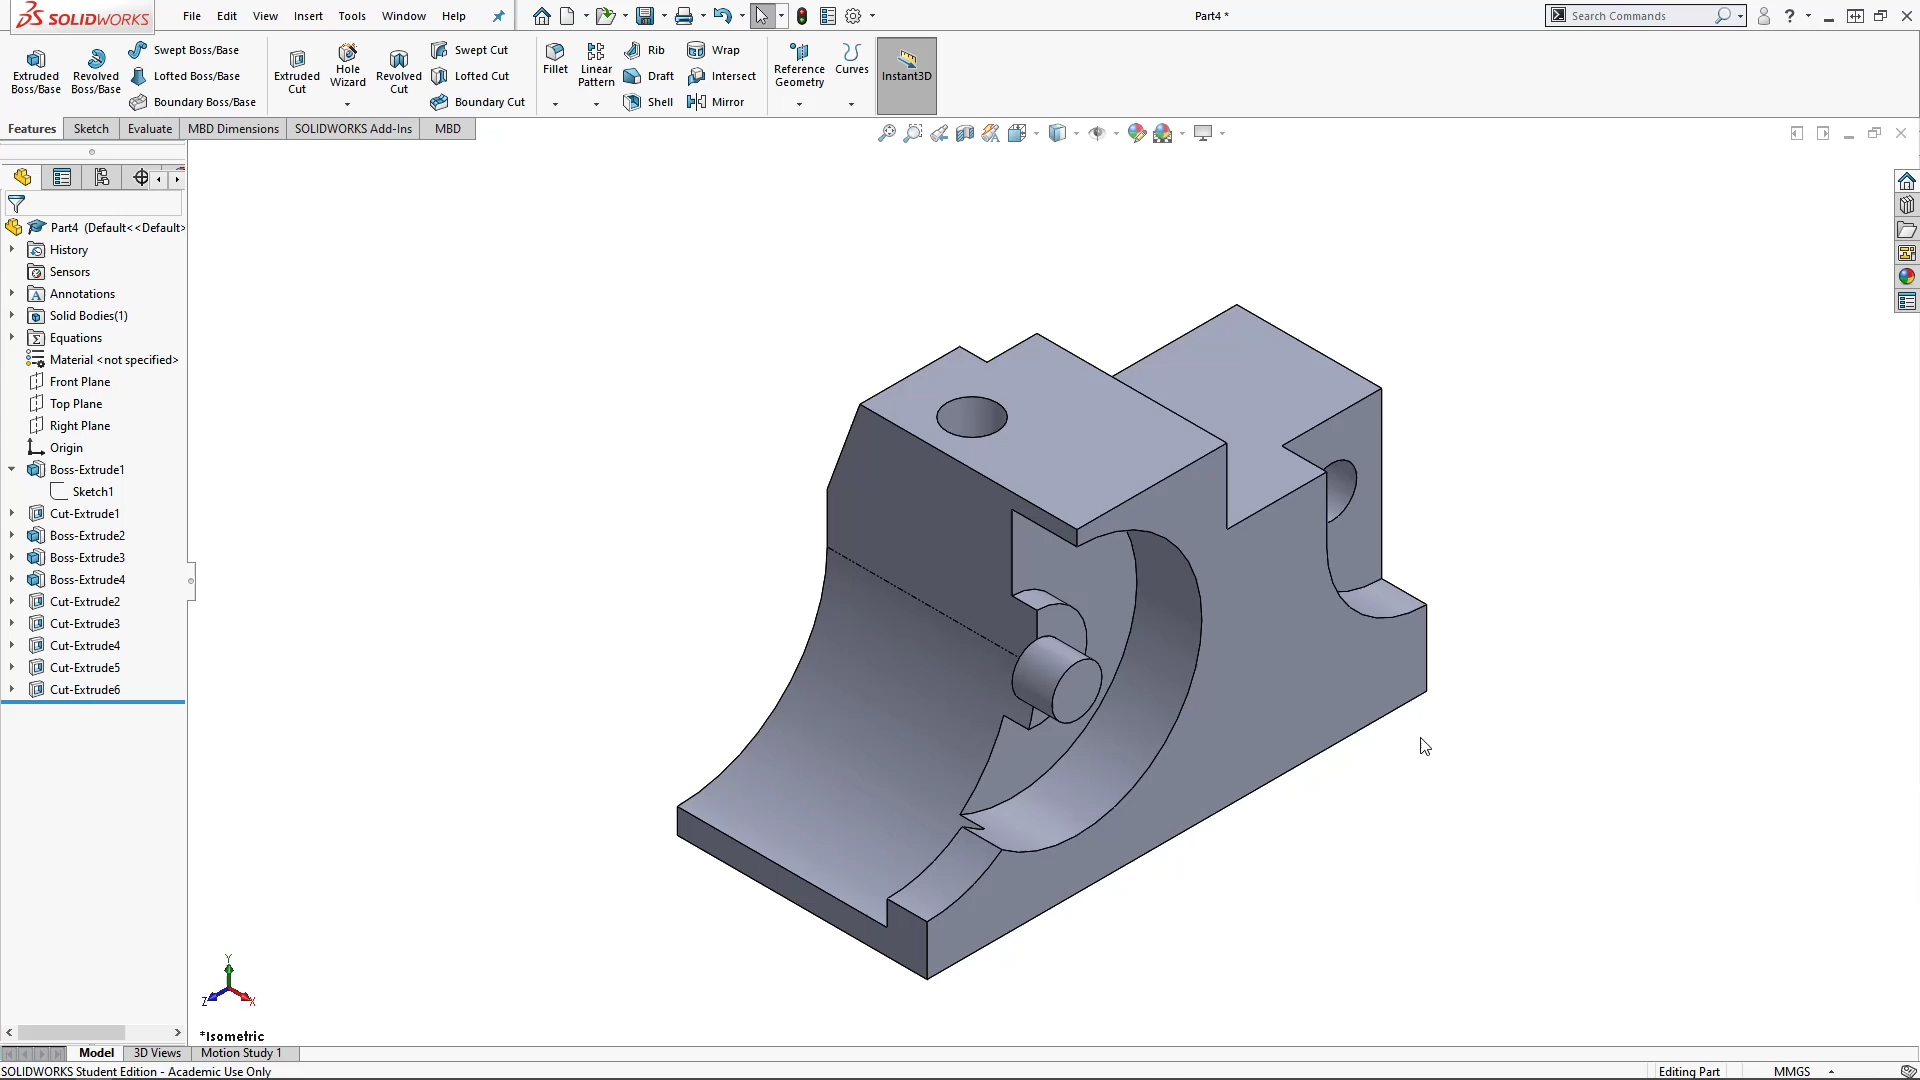 SOLIDWORKS
File Edit View Insert Tools Window Help
Part4 *
Search Commands
Extruded Boss/Base
Revolved Boss/Base
Swept Boss/Base
Lofted Boss/Base
Boundary Boss/Base
Extruded Cut
Hole Wizard
Revolved Cut
Swept Cut
Lofted Cut
Boundary Cut
Fillet
Linear Pattern
Rib
Draft
Shell
Wrap
Intersect
Mirror
Reference Geometry
Curves
Instant3D
Features Sketch Evaluate MBD Dimensions SOLIDWORKS Add-Ins MBD
Part4 (Default<<Default>
History
Sensors
Annotations
Solid Bodies(1)
Equations
Material <not specified>
Front Plane
Top Plane
Right Plane
Origin
Boss-Extrude1
Sketch1
Cut-Extrude1
Boss-Extrude2
Boss-Extrude3
Boss-Extrude4
Cut-Extrude2
Cut-Extrude3
Cut-Extrude4
Cut-Extrude5
Cut-Extrude6
Y
Z X
*Isometric
Model 3D Views Motion Study 1
SOLIDWORKS Student Edition - Academic Use Only
Editing Part MMGS